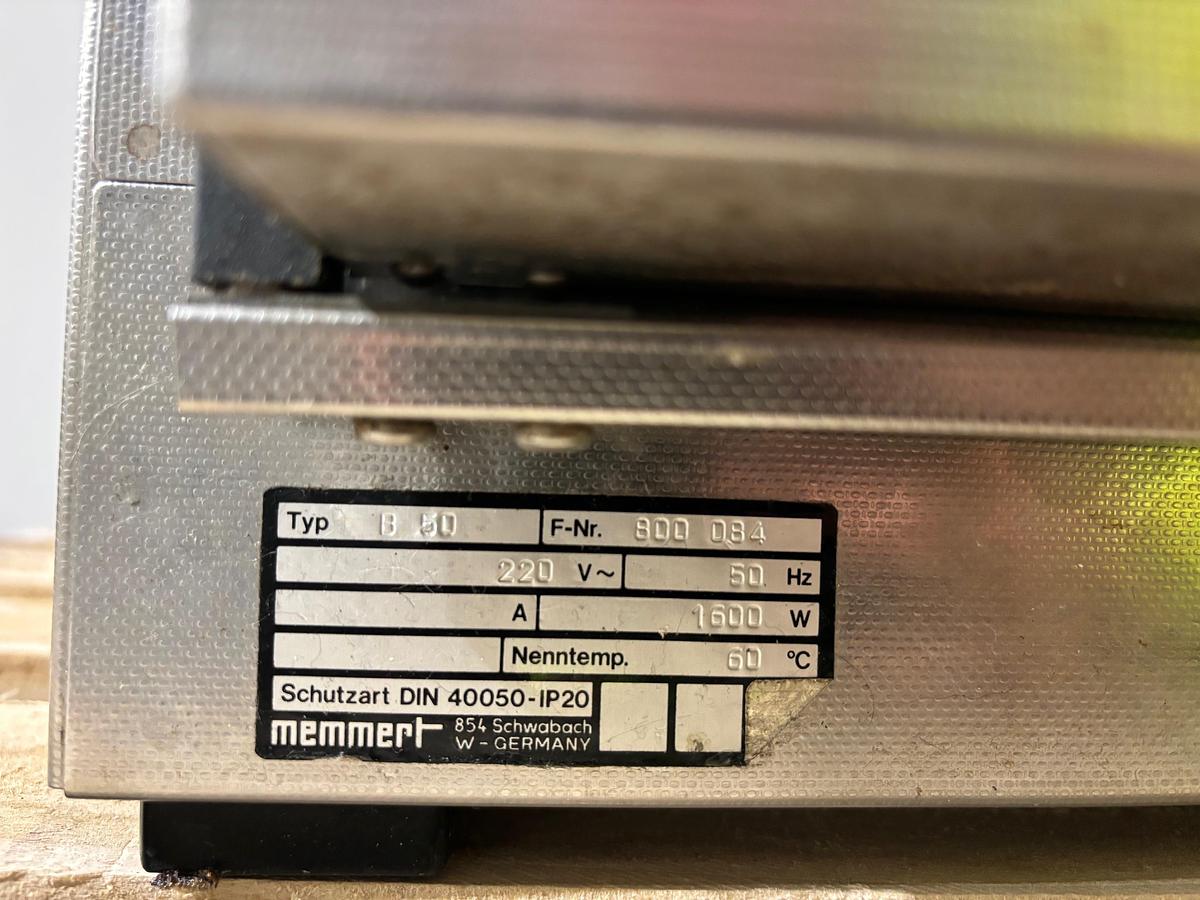 Typ B 50 F-Nr. 800 084
220 V~ 50 Hz
A 1600 W
Nenntemp. 60 °C
Schutzart DIN 40050-IP20
memmert 854 Schwabach
W-GERMANY